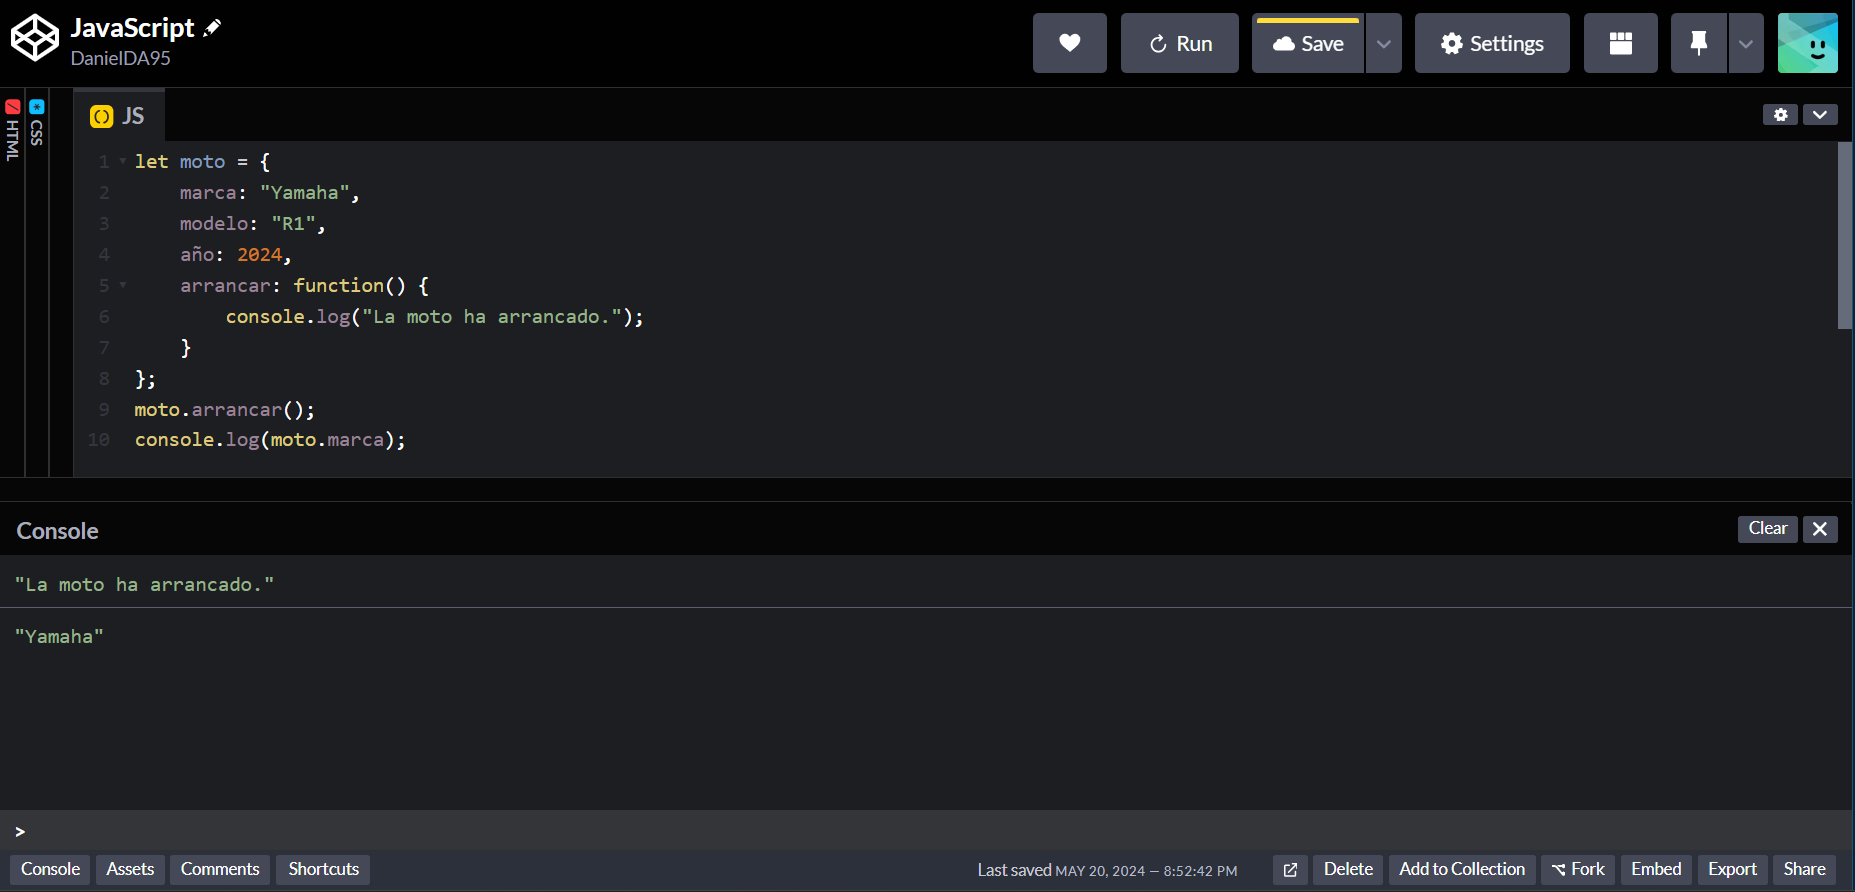 JavaScript
DanielDA95
Run
Save
Settings
HTML
CSS
JS
1 let moto = {
2     marca: "Yamaha",
3     modelo: "R1",
4     año: 2024,
5     arrancar: function() {
6         console.log("La moto ha arrancado.");
7     }
8 };
9 moto.arrancar();
10 console.log(moto.marca);
Console
Clear
"La moto ha arrancado."
"Yamaha"
>
Console Assets Comments Shortcuts Last saved MAY 20, 2024 — 8:52:42 PM Delete Add to Collection Fork Embed Export Share